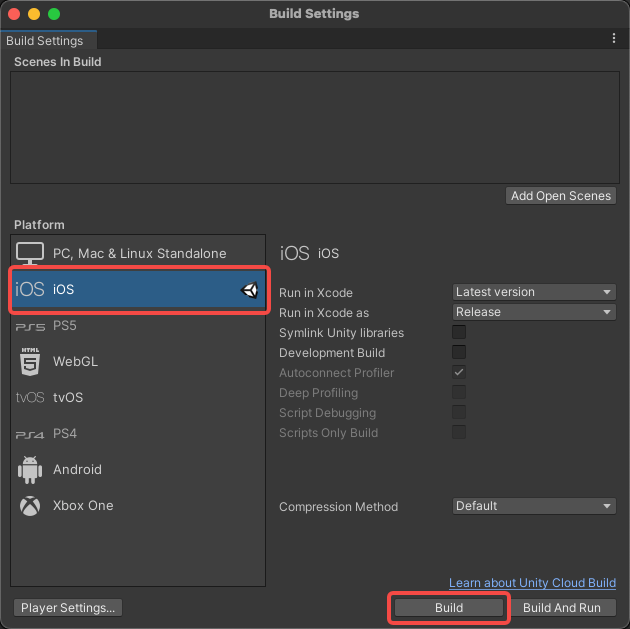 Build Settings
Build Settings
Scenes In Build
Add Open Scenes
Platform
PC, Mac & Linux Standalone
iOS iOS
PS5 PS5
HTML 5 WebGL
tvOS tvOS
PS4 PS4
Android
Xbox One
iOS iOS
Run in Xcode Latest version
Run in Xcode as Release
Symlink Unity libraries
Development Build
Autoconnect Profiler
Deep Profiling
Script Debugging
Scripts Only Build
Compression Method Default
Learn about Unity Cloud Build
Player Settings... Build Build And Run